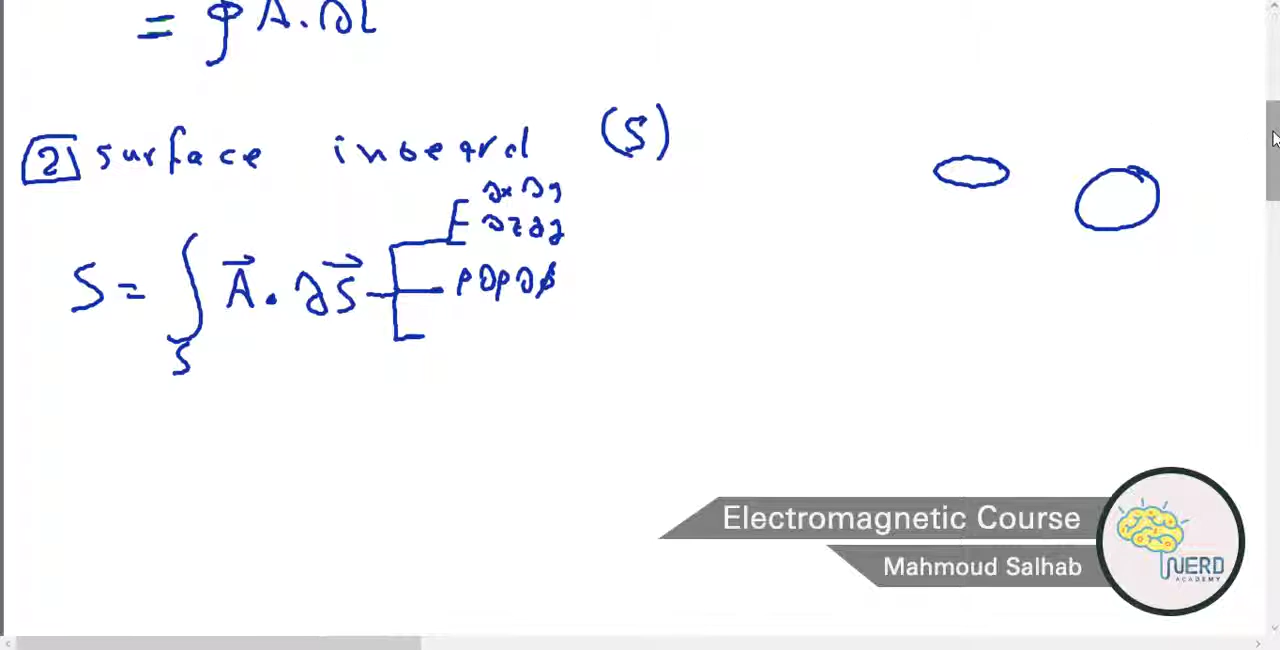 = ∮ A . ∂L
[2] surface integral (S)
∂x ∂y
∂z ∂y
S = ∫ A⃗ . ∂S⃗
S
ρ ∂ρ ∂φ
Electromagnetic Course
Mahmoud Salhab
NERD
ACADEMY